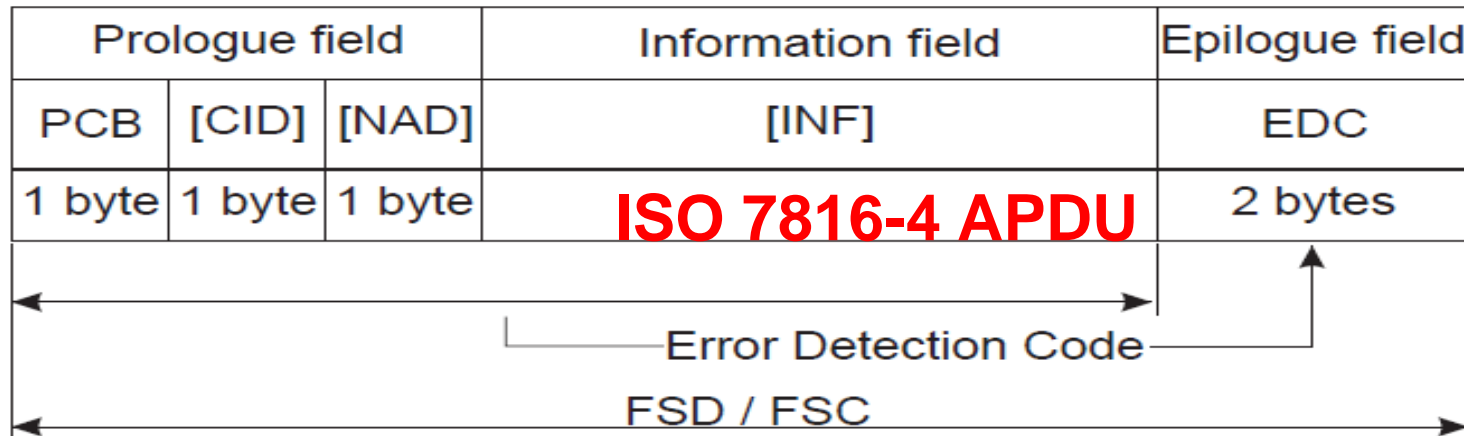 Prologue field Information field Epilogue field
PCB [CID] [NAD] [INF] EDC
1 byte 1 byte 1 byte ISO 7816-4 APDU 2 bytes
Error Detection Code
FSD / FSC